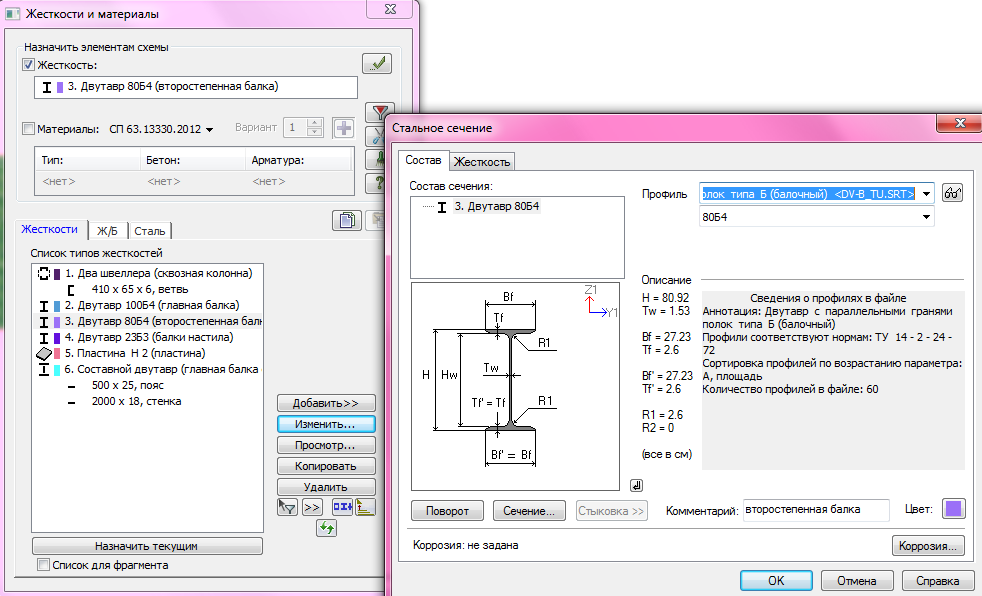 Жесткости и материалы
Назначить элементам схемы
Жесткость:
3. Двутавр 80Б4 (второстепенная балка)
Материалы: СП 63.13330.2012 Вариант 1
Тип: Бетон: Арматура:
<нет> <нет> <нет>
Жесткости Ж/Б Сталь
Список типов жесткостей
1. Два швеллера (сквозная колонна)
410 x 65 x 6, ветвь
2. Двутавр 100Б4 (главная балка)
3. Двутавр 80Б4 (второстепенная балк
4. Двутавр 23Б3 (балки настила)
5. Пластина Н 2 (пластина)
6. Составной двутавр (главная балка
500 x 25, пояс
2000 x 18, стенка
Добавить>>
Изменить...
Просмотр...
Копировать
Удалить
>>
Назначить текущим
Список для фрагмента
Стальное сечение
Состав Жесткость
Состав сечения:
3. Двутавр 80Б4
Профиль
олок типа Б (балочный) <DV-B_TU.SRT>
80Б4
Z1
Y1
Bf
Tf
R1
H
Hw
Tw
Tf' = Tf
R1
Bf' = Bf
Описание
H = 80.92
Tw = 1.53
Bf = 27.23
Tf = 2.6
Bf' = 27.23
Tf' = 2.6
R1 = 2.6
R2 = 0
(все в см)
Сведения о профилях в файле
Аннотация: Двутавр с параллельными гранями
полок типа Б (балочный)
Профили соответствуют нормам: ТУ 14 - 2 - 24 -
72
Сортировка профилей по возрастанию параметра:
А, площадь
Количество профилей в файле: 60
Поворот
Сечение...
Стыковка >>
Комментарий: второстепенная балка
Цвет:
Коррозия: не задана
Коррозия...
OK
Отмена
Справка